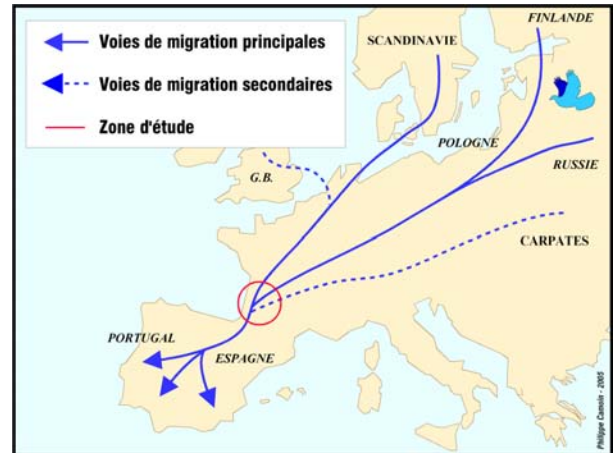 Voies de migration principales
Voies de migration secondaires
Zone d'étude
FINLANDE
SCANDINAVIE
POLOGNE
RUSSIE
G.B.
CARPATES
PORTUGAL
ESPAGNE
Philippe Camoin - 2005